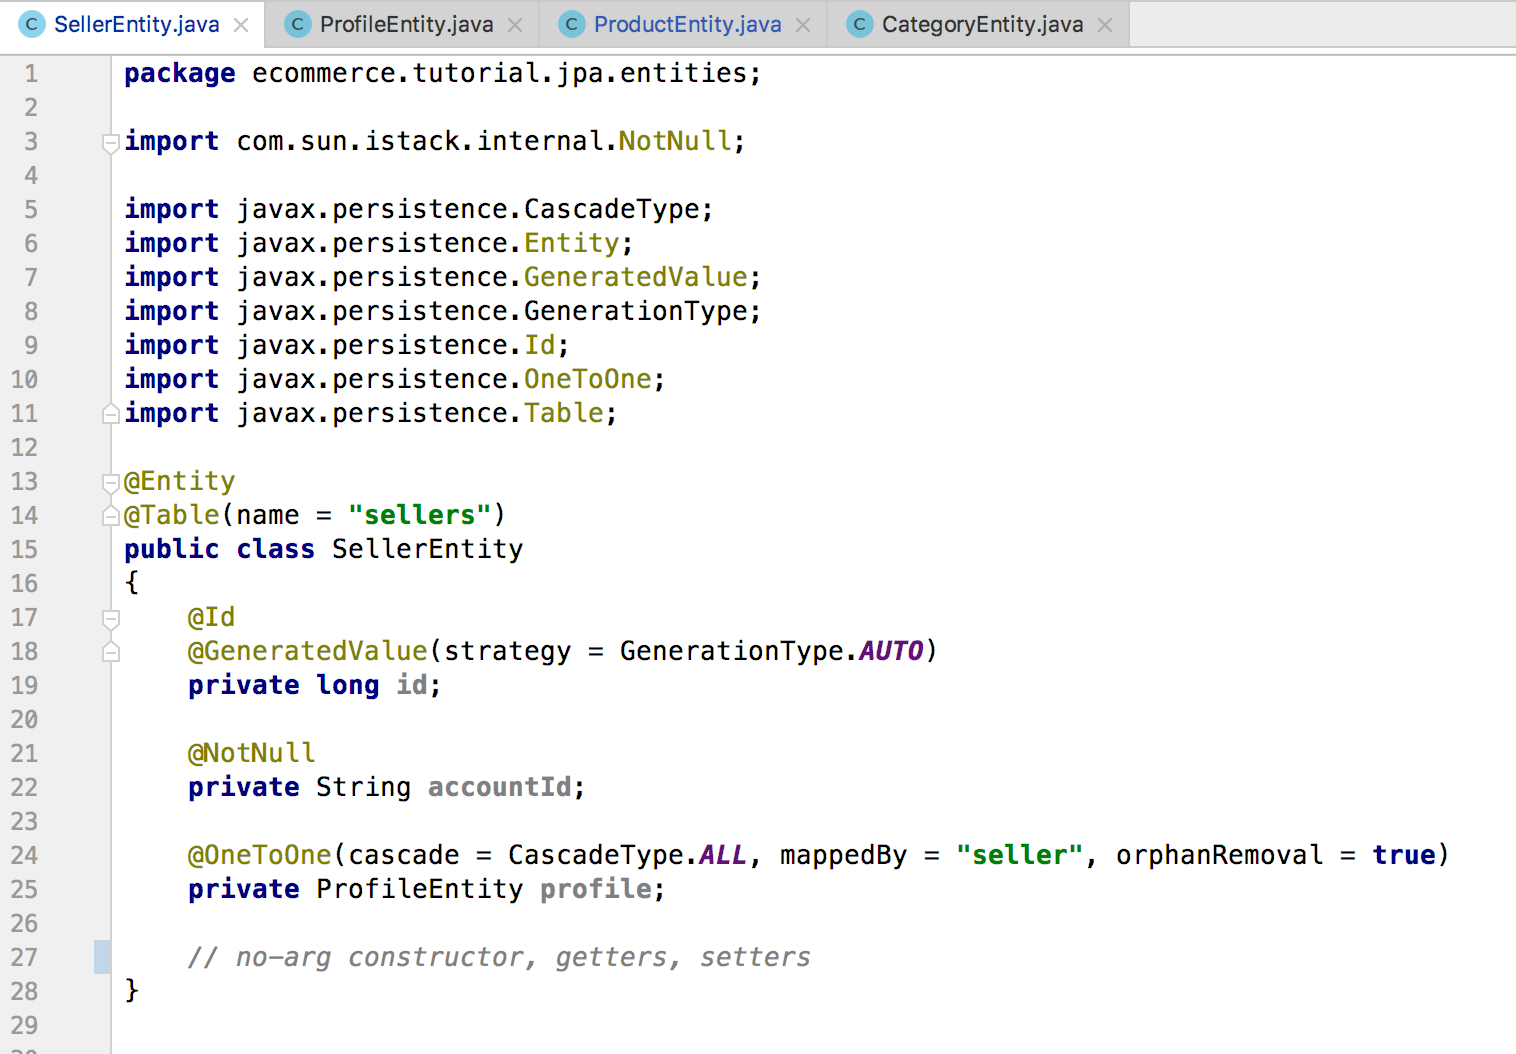 SellerEntity.java ProfileEntity.java ProductEntity.java CategoryEntity.java
1 package ecommerce.tutorial.jpa.entities;
2
3 import com.sun.istack.internal.NotNull;
4
5 import javax.persistence.CascadeType;
6 import javax.persistence.Entity;
7 import javax.persistence.GeneratedValue;
8 import javax.persistence.GenerationType;
9 import javax.persistence.Id;
10 import javax.persistence.OneToOne;
11 import javax.persistence.Table;
12
13 @Entity
14 @Table(name = "sellers")
15 public class SellerEntity
16 {
17 @Id
18 @GeneratedValue(strategy = GenerationType.AUTO)
19 private long id;
20
21 @NotNull
22 private String accountId;
23
24 @OneToOne(cascade = CascadeType.ALL, mappedBy = "seller", orphanRemoval = true)
25 private ProfileEntity profile;
26
27 // no-arg constructor, getters, setters
28 }
29